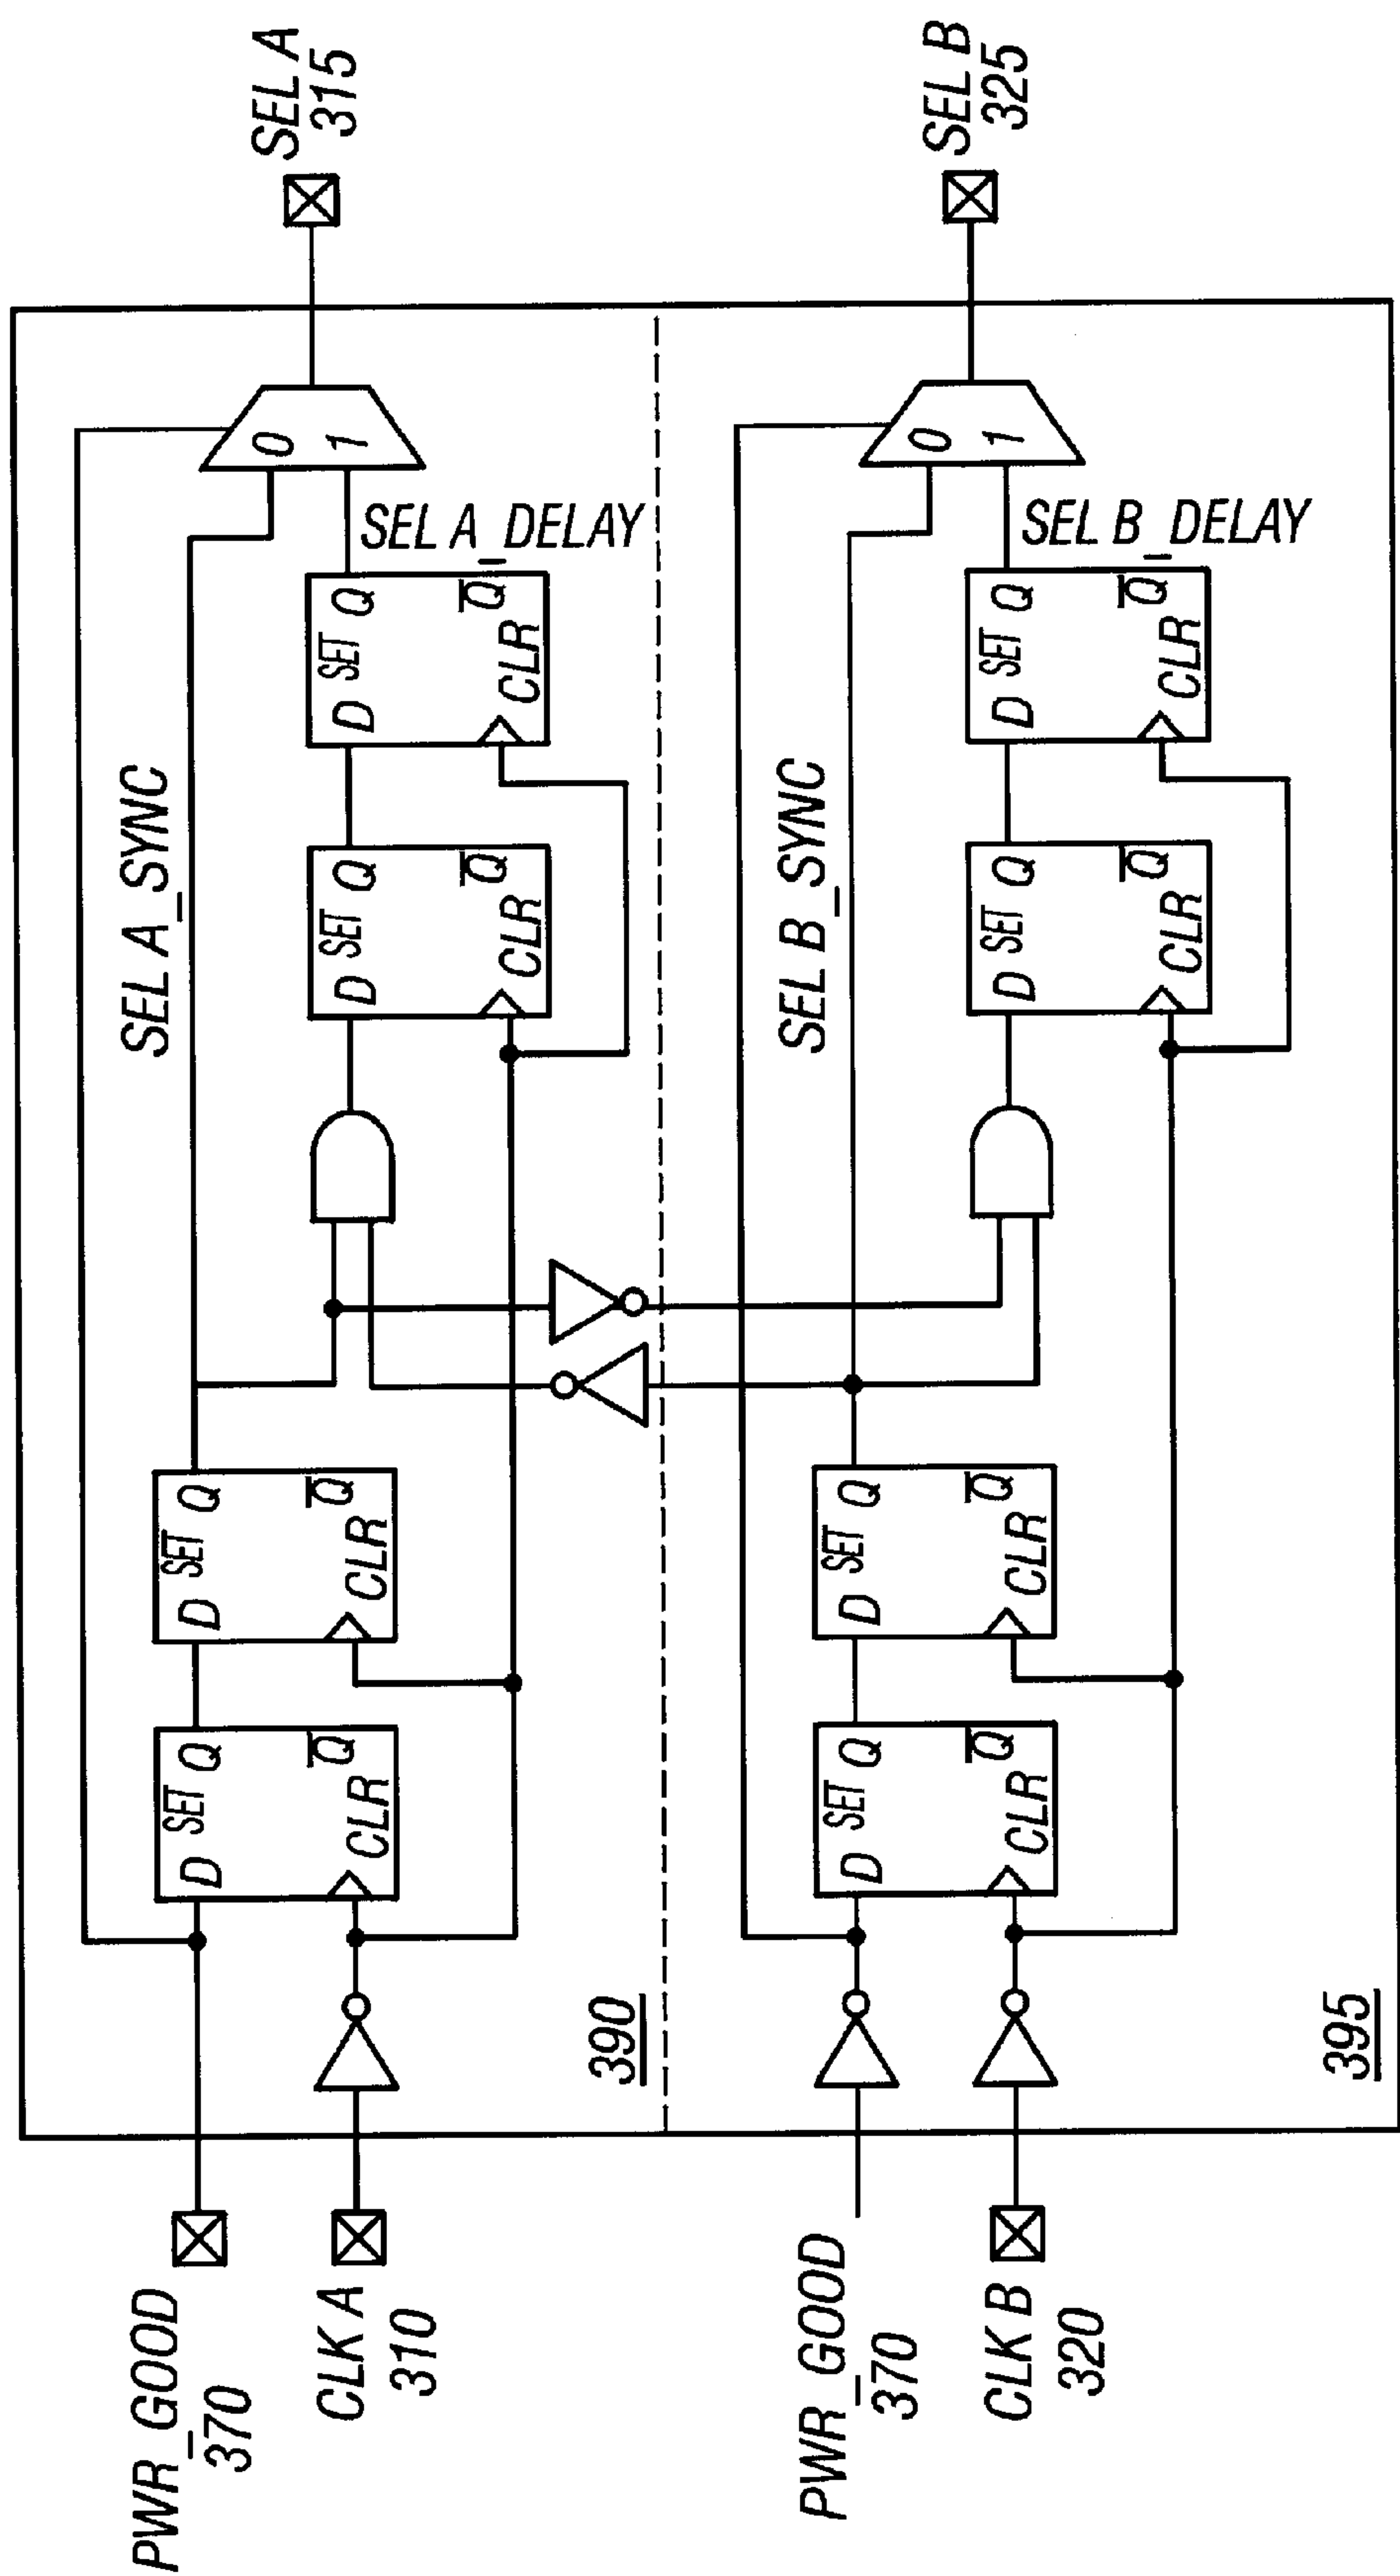 PWR_GOOD
370
CLK A
310
D SET Q
Q
CLR
D SET Q
Q
CLR
SEL A_SYNC
D SET Q
Q
CLR
D SET Q
Q
CLR
SEL A_DELAY
0
1
SEL A
315
390
PWR_GOOD
370
CLK B
320
D SET Q
Q
CLR
D SET Q
Q
CLR
SEL B_SYNC
D SET Q
Q
CLR
D SET Q
Q
CLR
SEL B_DELAY
0
1
SEL B
325
395